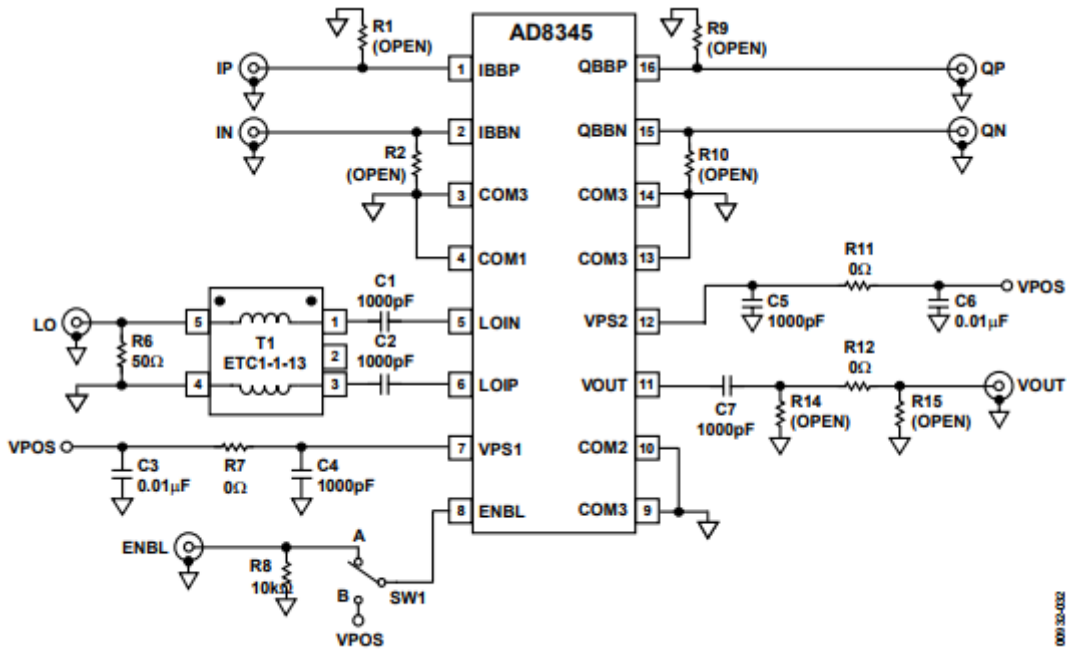 AD8345
R1
(OPEN)
R9
(OPEN)
IP
1
IBBP
QBBP
16
QP
IN
2
IBBN
QBBN
15
QN
R2
(OPEN)
R10
(OPEN)
3
COM3
COM3
14
4
COM1
COM3
13
C1
1000pF
R11
0Ω
VPOS
LO
5
1
5
LOIN
VPS2
12
C5
1000pF
C6
0.01µF
R6
50Ω
T1
ETC1-1-13
2
C2
1000pF
R12
0Ω
4
3
6
LOIP
VOUT
11
VOUT
C7
1000pF
R14
(OPEN)
R15
(OPEN)
VPOS
7
VPS1
COM2
10
C3
0.01µF
R7
0Ω
C4
1000pF
8
ENBL
COM3
9
ENBL
A
R8
10kΩ
B
SW1
VPOS
00932-032